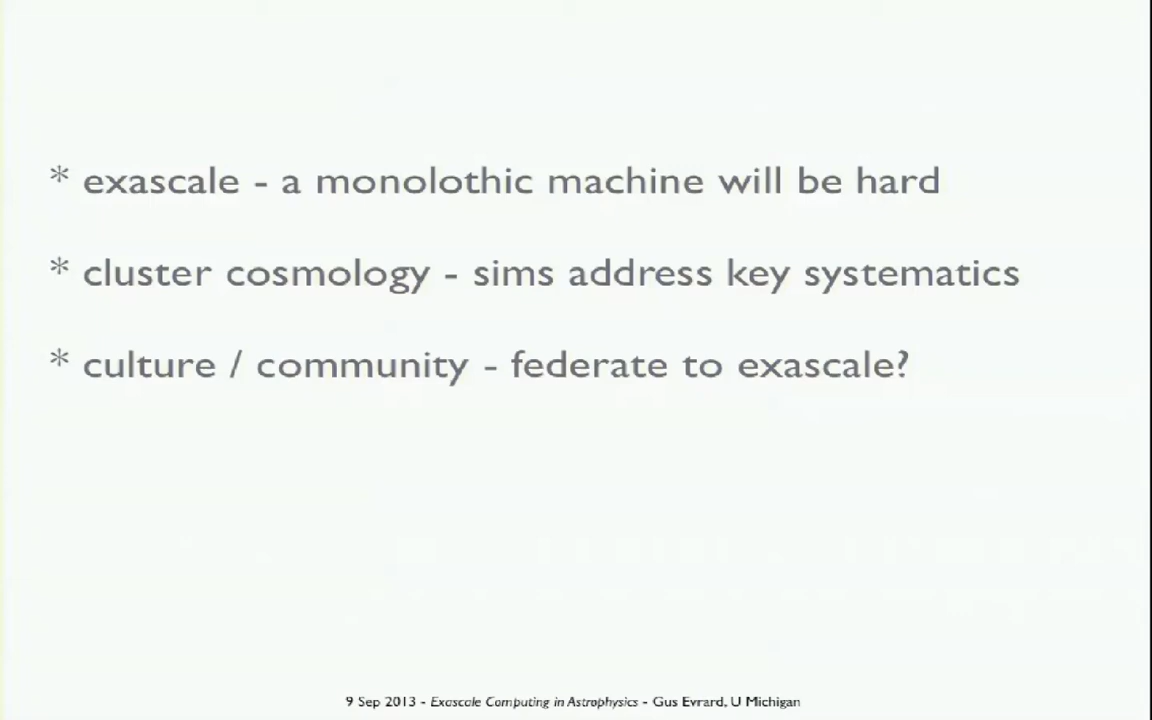 * exascale - a monolothic machine will be hard
* cluster cosmology - sims address key systematics
* culture / community - federate to exascale?
9 Sep 2013 - Exascale Computing in Astrophysics - Gus Evrard, U Michigan